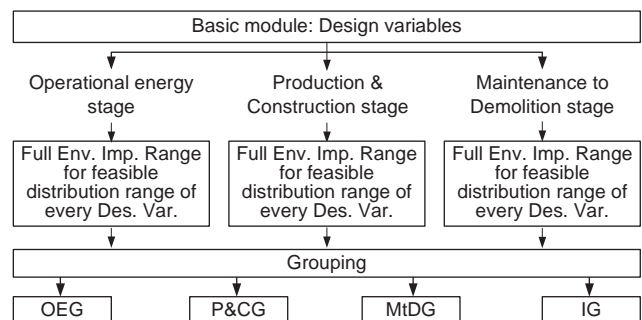 Basic module: Design variables
Operational energy
stage
Production &
Construction stage
Maintenance to
Demolition stage
Full Env. Imp. Range
for feasible
distribution range of
every Des. Var.
Full Env. Imp. Range
for feasible
distribution range of
every Des. Var.
Full Env. Imp. Range
for feasible
distribution range of
every Des. Var.
Grouping
OEG
P&CG
MtDG
IG